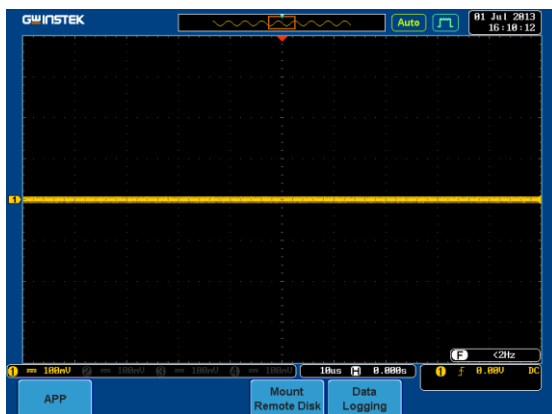 GWINSTEK
Auto
01 Jul 2013
16:10:12
1
F <2Hz
1 100mV 2 100mV 3 100mV 4 100mV 10us H 0.000s 1 f 0.00V DC
APP
Mount
Remote Disk
Data
Logging